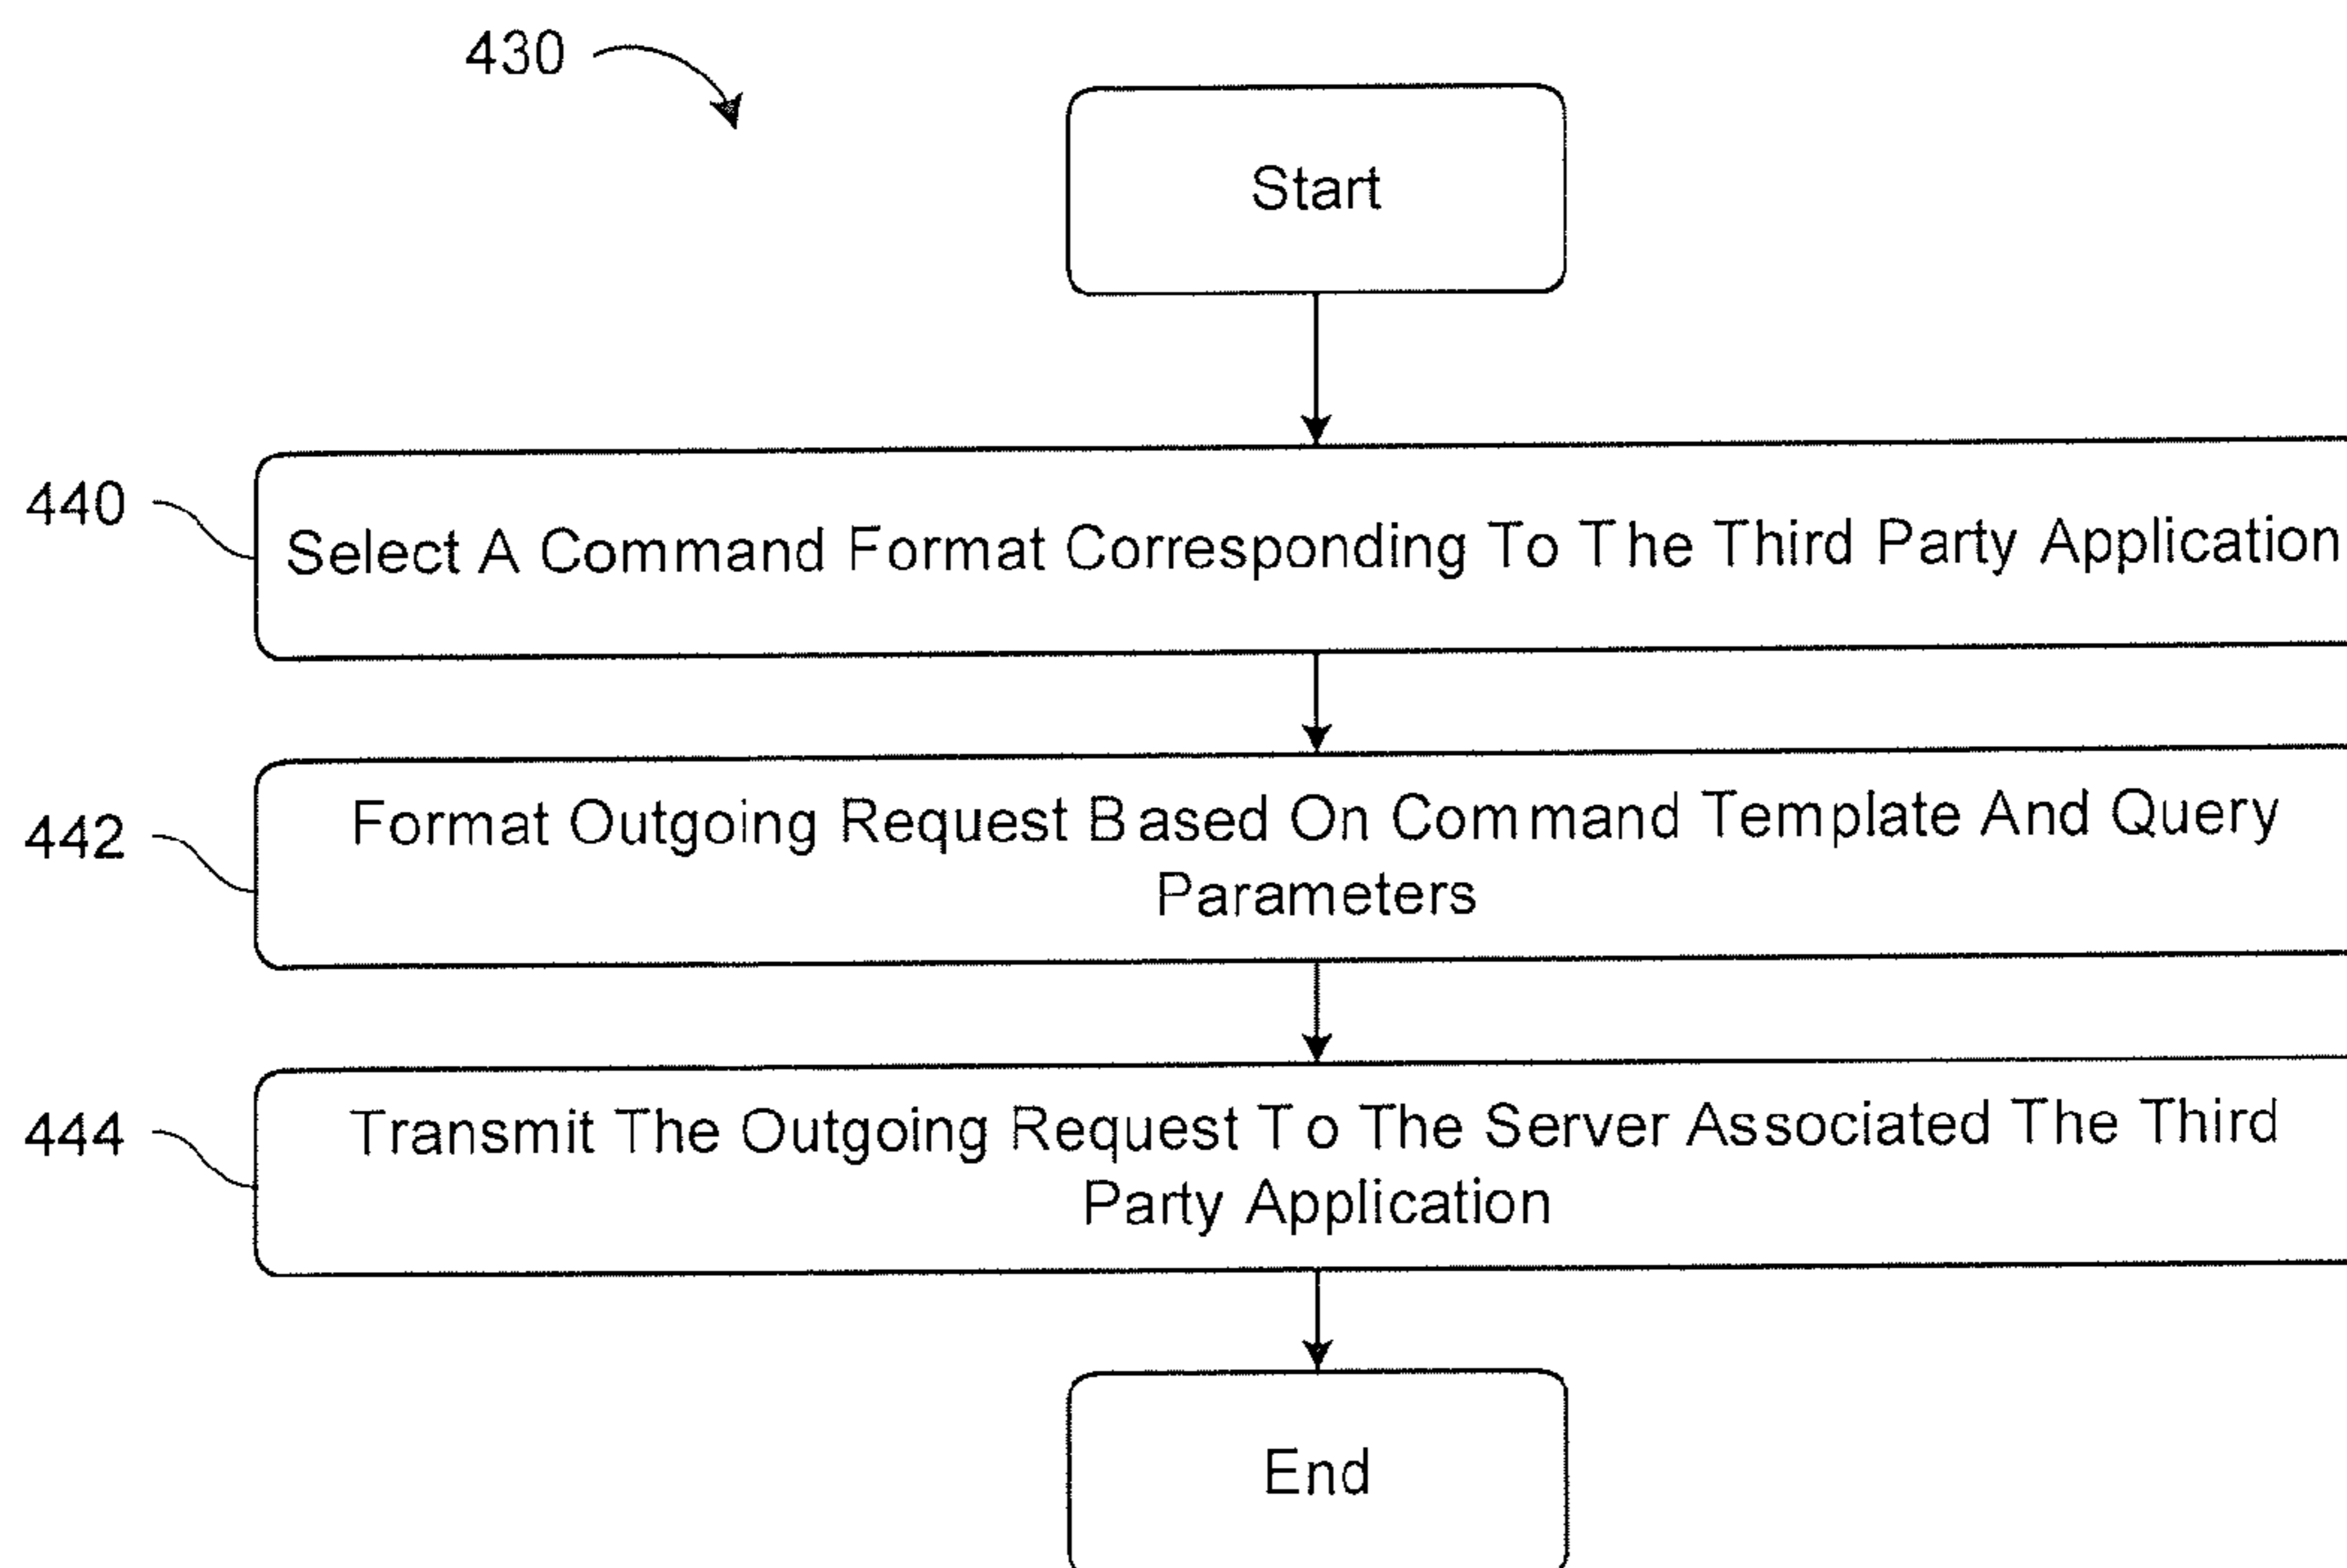 430
Start
440
Select A Command Format Corresponding To The Third Party Application
442
Format Outgoing Request Based On Command Template And Query
Parameters
444
Transmit The Outgoing Request To The Server Associated The Third
Party Application
End